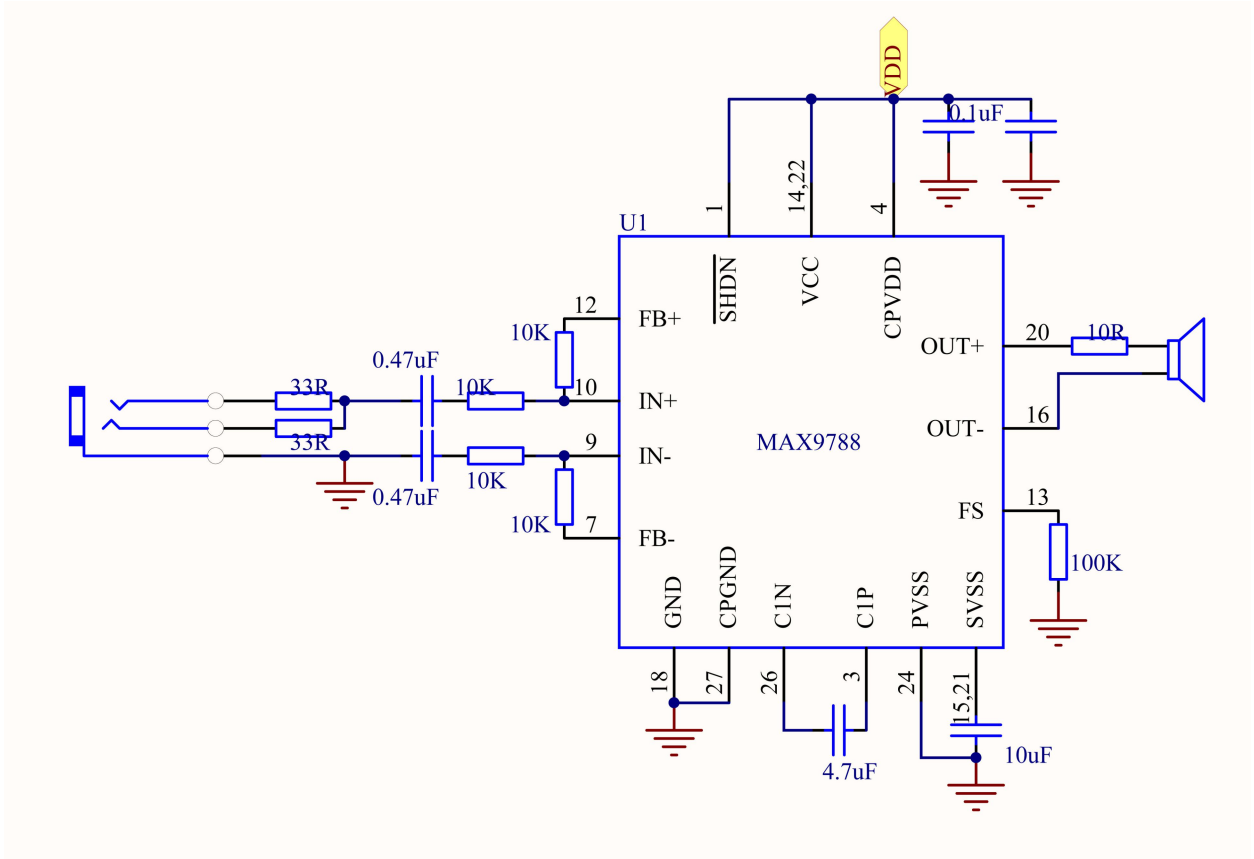 VDD
0.1uF
1
14,22
4
U1
SHDN
VCC
CPVDD
12
FB+
10K
OUT+
20
10R
0.47uF
33R
10K
10
IN+
33R
OUT-
16
MAX9788
9
IN-
0.47uF
10K
10K
7
FB-
FS
13
100K
GND
CPGND
C1N
C1P
PVSS
SVSS
18
27
26
3
24
15,21
4.7uF
10uF